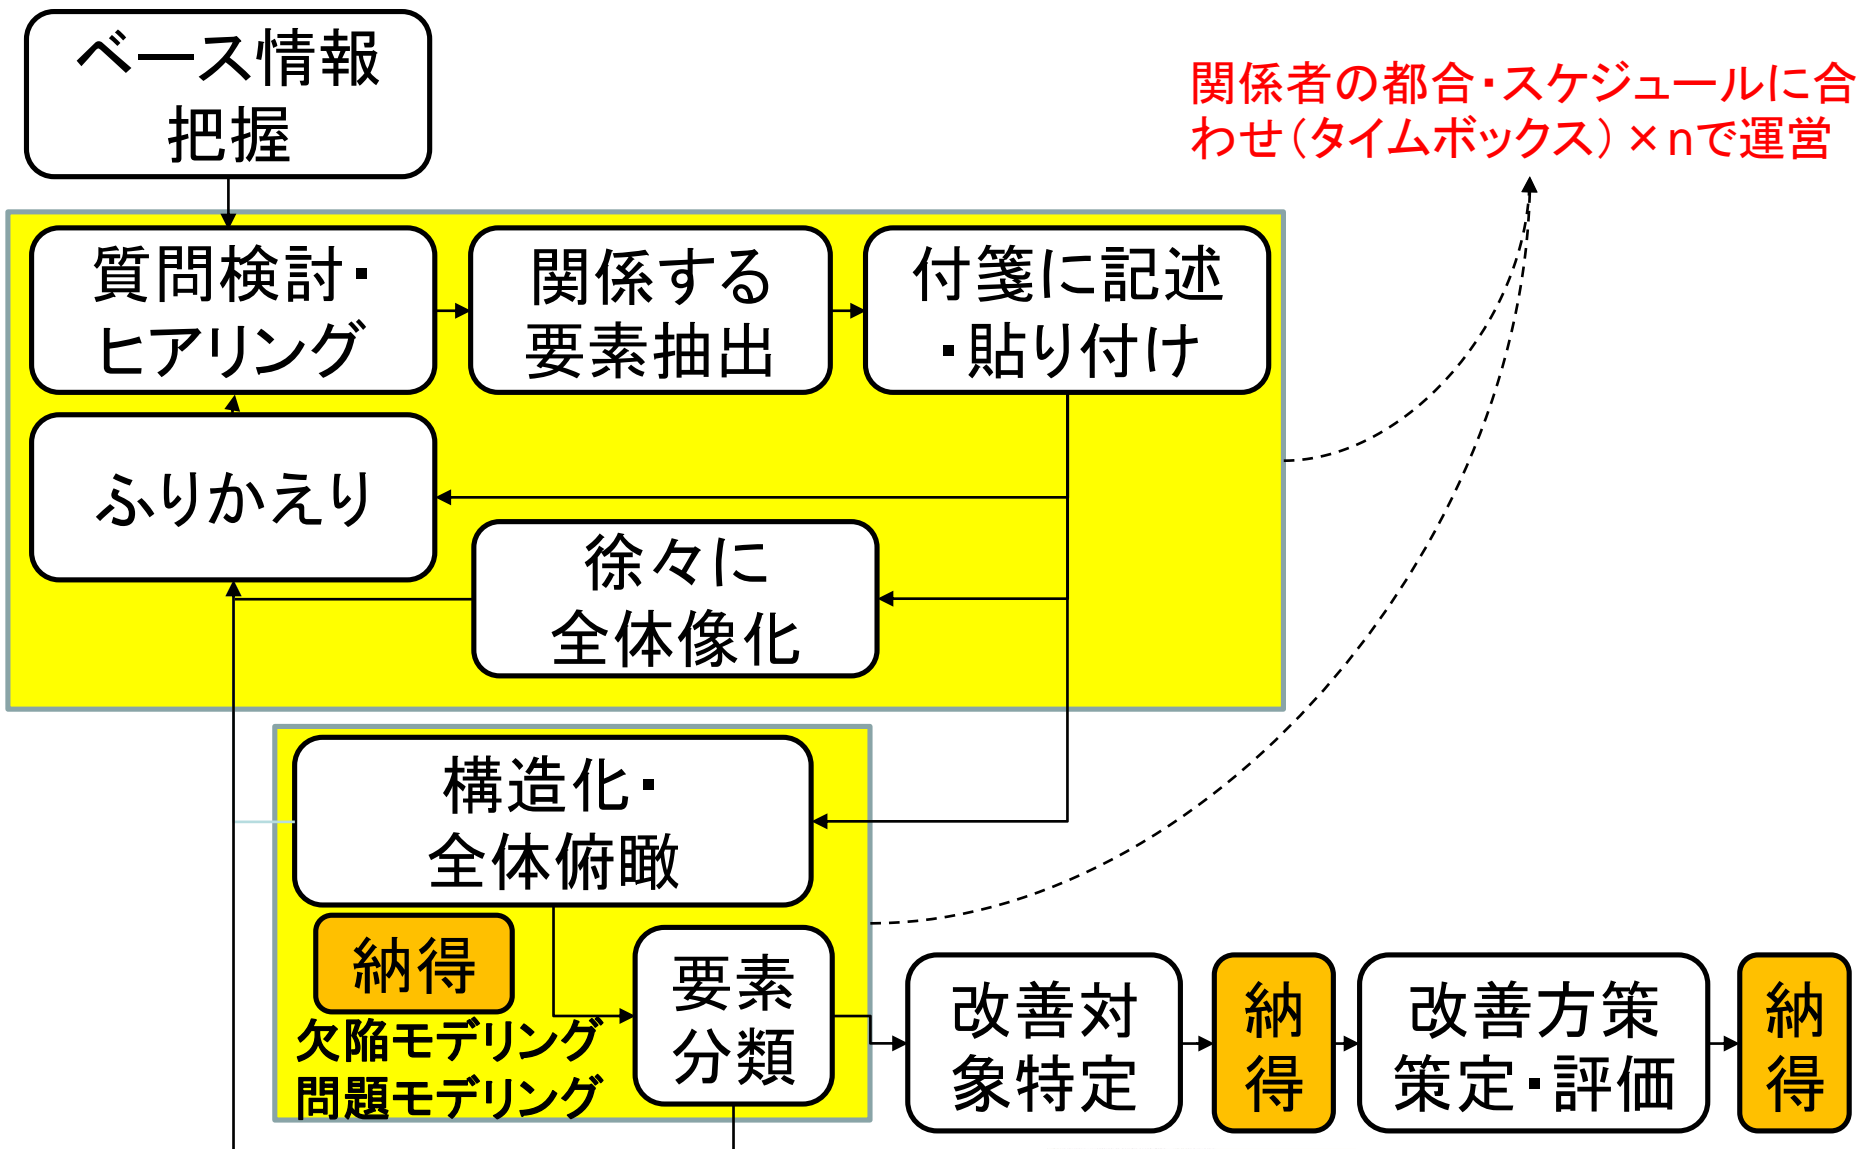 ベース情報
把握
関係者の都合・スケジュールに合
わせ（タイムボックス）×nで運営
質問検討・
ヒアリング
関係する
要素抽出
付箋に記述
・貼り付け
ふりかえり
徐々に
全体像化
構造化・
全体俯瞰
納得
欠陥モデリング
問題モデリング
要素
分類
改善対
象特定
納
得
改善方策
策定・評価
納
得